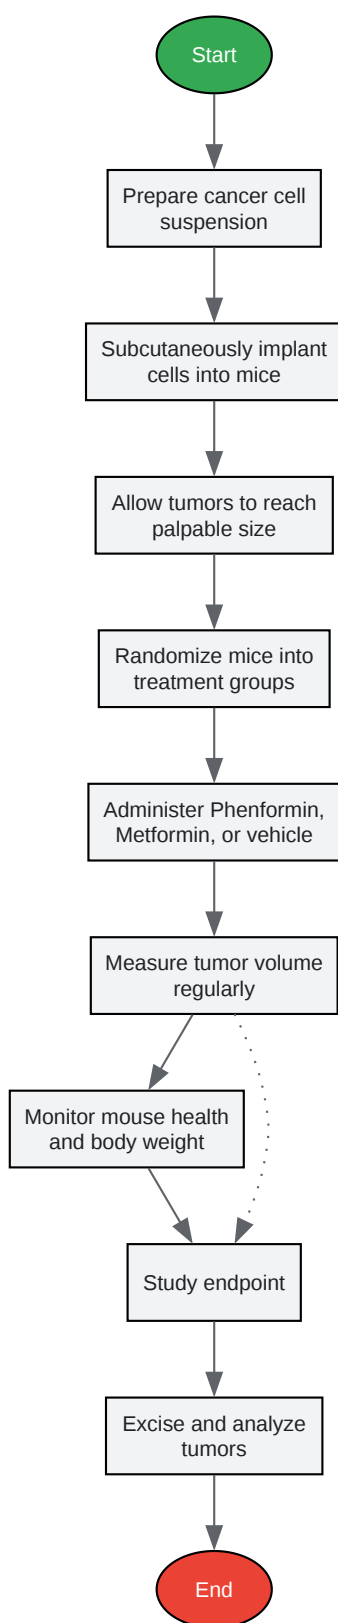 Start
Prepare cancer cell
suspension
Subcutaneously implant
cells into mice
Allow tumors to reach
palpable size
Randomize mice into
treatment groups
Administer Phenformin,
Metformin, or vehicle
Measure tumor volume
regularly
Monitor mouse health
and body weight
Study endpoint
Excise and analyze
tumors
End